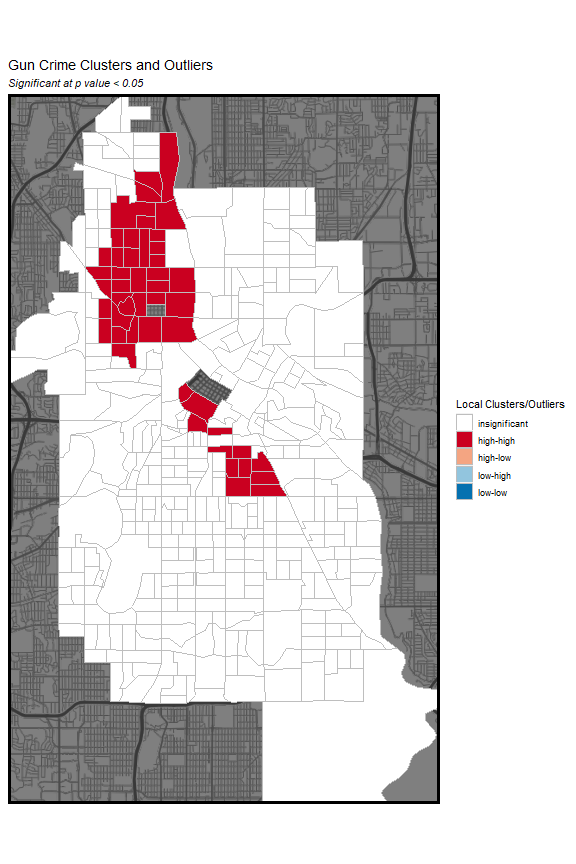 Gun Crime Clusters and Outliers
Significant at p value < 0.05
Local Clusters/Outliers
insignificant
high-high
high-low
low-high
low-low